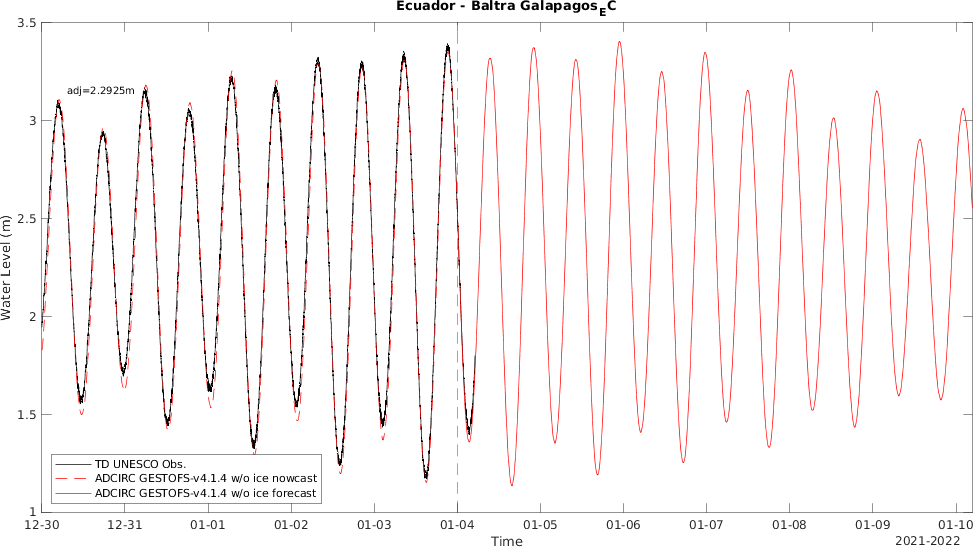 Ecuador - Baltra Galapagos_EC
adj=2.2925m
3.5
3
2.5
2
1.5
1
Water Level (m)
TD UNESCO Obs.
ADCIRC GESTOFS-v4.1.4 w/o ice nowcast
ADCIRC GESTOFS-v4.1.4 w/o ice forecast
12-30 12-31 01-01 01-02 01-03 01-04 01-05 01-06 01-07 01-08 01-09 01-10
Time
2021-2022